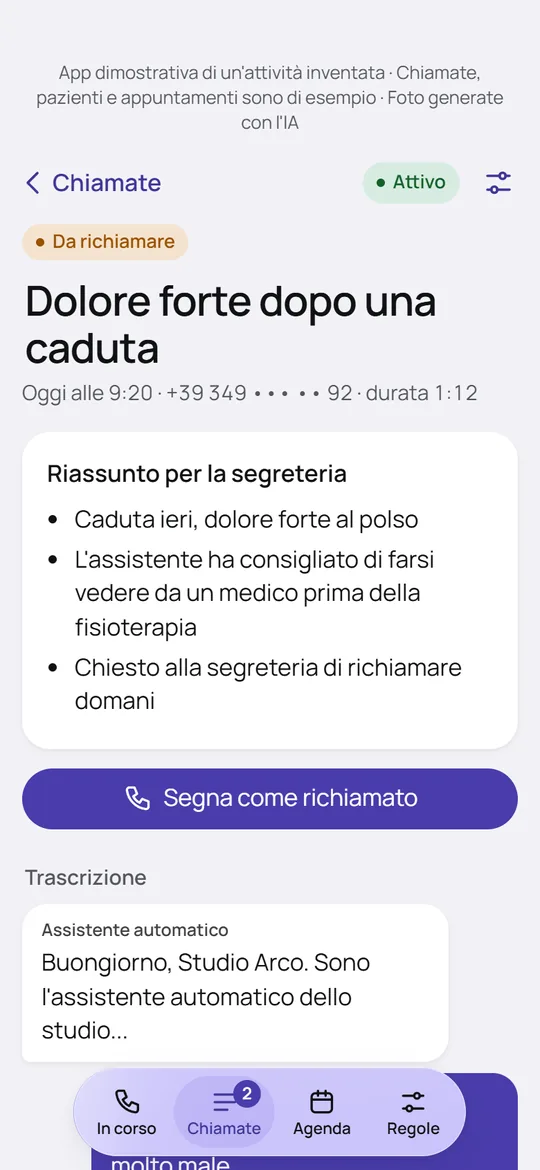 App dimostrativa di un'attività inventata · Chiamate,
pazienti e appuntamenti sono di esempio · Foto generate
con l'IA
Chiamate
Attivo
Da richiamare
Dolore forte dopo una
caduta
Oggi alle 9:20 · +39 349 ••• •• 92 · durata 1:12
Riassunto per la segreteria
• Caduta ieri, dolore forte al polso
• L'assistente ha consigliato di farsi
vedere da un medico prima della
fisioterapia
• Chiesto alla segreteria di richiamare
domani
Segna come richiamato
Trascrizione
Assistente automatico
Buongiorno, Studio Arco. Sono
l'assistente automatico dello
studio...
molto male
2
In corso
Chiamate
Agenda
Regole